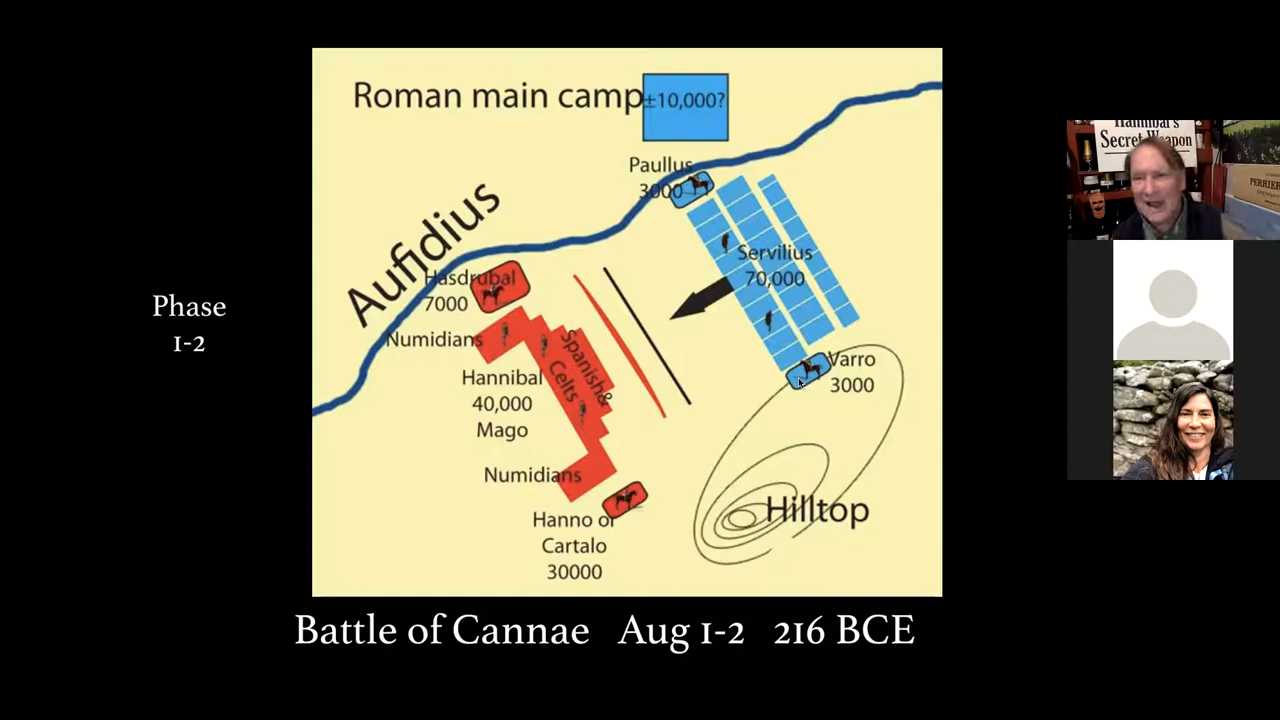 Roman main camp
±10,000?
Paullus
3000
Aufidius
Servilius
70,000
Hasdrubal
7000
Numidians
Spanish&
Celts
Hannibal
40,000
Mago
Varro
3000
Numidians
Hilltop
Hanno or
Cartalo
30000
Phase
1-2
Battle of Cannae Aug 1-2 216 BCE
Hannibal's
Secret Weapon